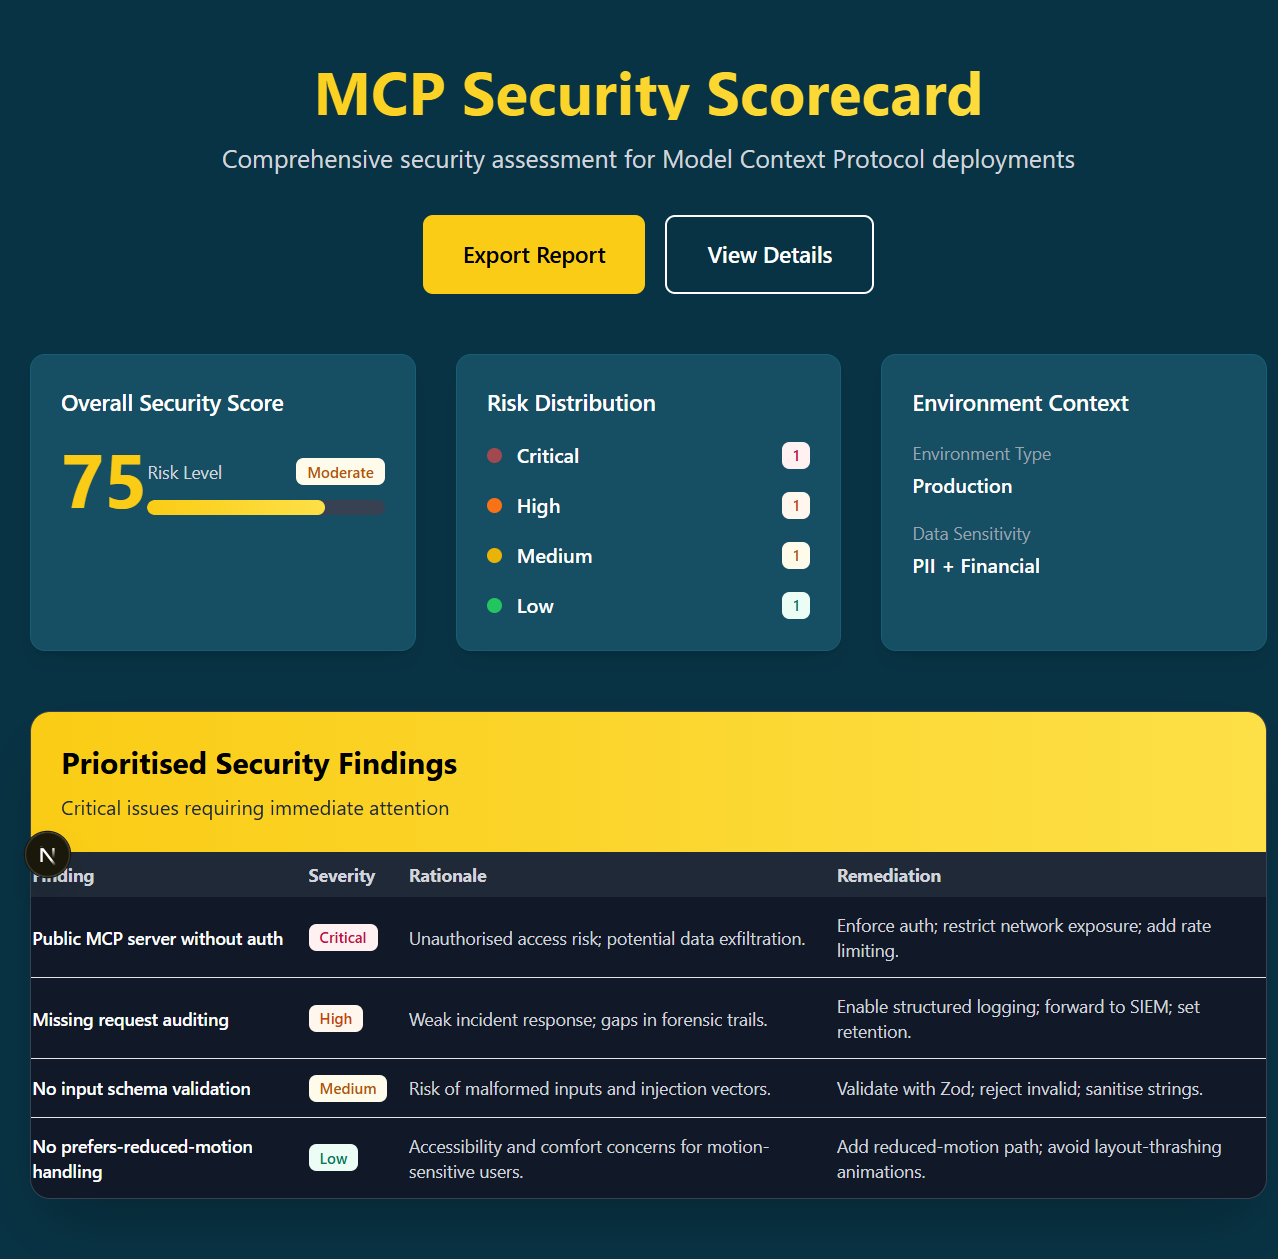 MCP Security Scorecard
Comprehensive security assessment for Model Context Protocol deployments
Export Report
View Details
Overall Security Score
75
Risk Level
Moderate
Risk Distribution
Critical
1
High
1
Medium
1
Low
1
Environment Context
Environment Type
Production
Data Sensitivity
PII + Financial
Prioritised Security Findings
Critical issues requiring immediate attention
N
Finding
Severity
Rationale
Remediation
Public MCP server without auth
Critical
Unauthorised access risk; potential data exfiltration.
Enforce auth; restrict network exposure; add rate
limiting.
Missing request auditing
High
Weak incident response; gaps in forensic trails.
Enable structured logging; forward to SIEM; set
retention.
No input schema validation
Medium
Risk of malformed inputs and injection vectors.
Validate with Zod; reject invalid; sanitise strings.
No prefers-reduced-motion
handling
Low
Accessibility and comfort concerns for motion-
sensitive users.
Add reduced-motion path; avoid layout-thrashing
animations.